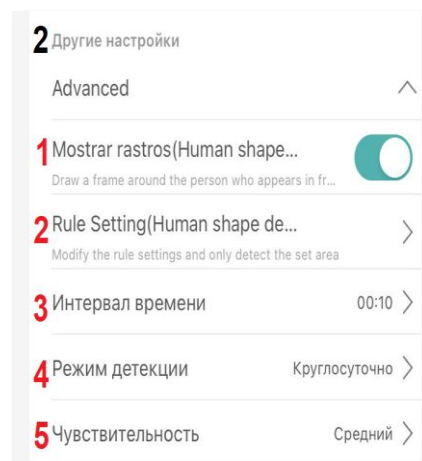 2 Другие настройки
Advanced
1 Mostrar rastros(Human shape...
Draw a frame around the person who appears in fr...
2 Rule Setting(Human shape de...
Modify the rule settings and only detect the set area
3 Интервал времени 00:10
4 Режим детекции Круглосуточно
5 Чувствительность Средний